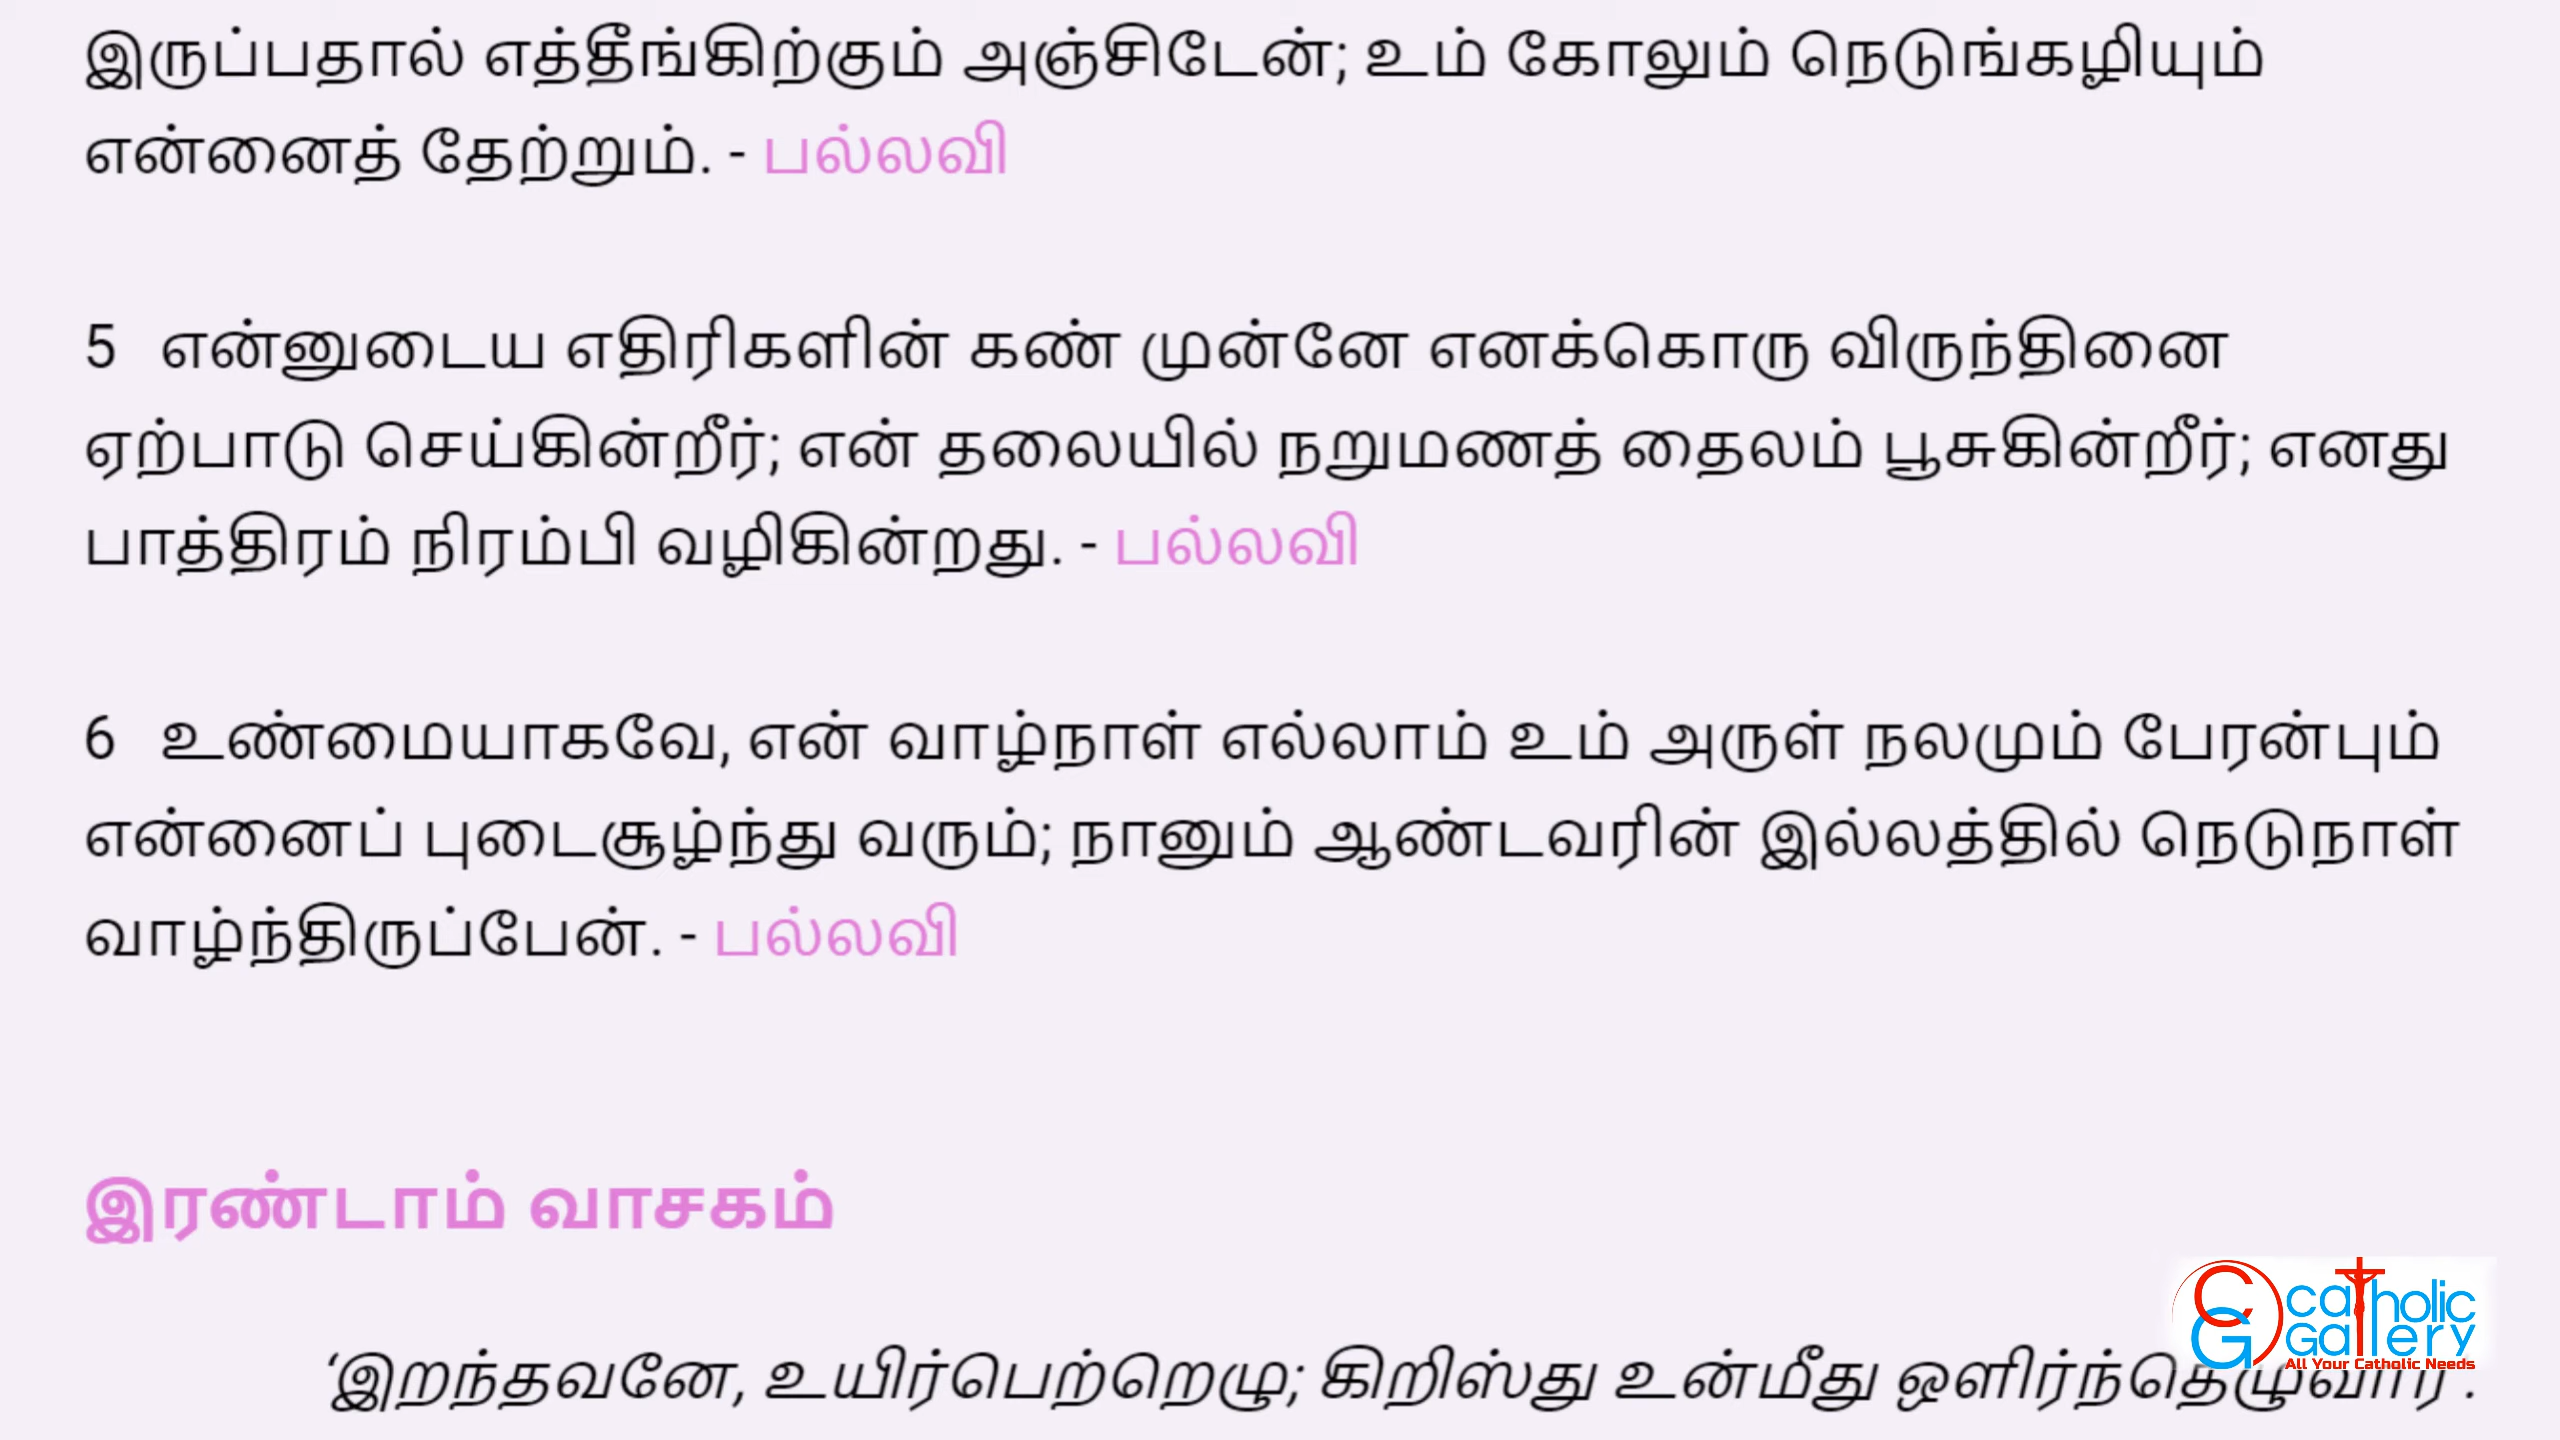 இருப்பதால் எத்தீங்கிற்கும் அஞ்சிடேன்; உம் கோலும் நெடுங்கழியும்
என்னைத் தேற்றும். - பல்லவி
5 என்னுடைய எதிரிகளின் கண் முன்னே எனக்கொரு விருந்தினை
ஏற்பாடு செய்கின்றீர்; என் தலையில் நறுமணத் தைலம் பூசுகின்றீர்; எனது
பாத்திரம் நிரம்பி வழிகின்றது. - பல்லவி
6 உண்மையாகவே, என் வாழ்நாள் எல்லாம் உம் அருள் நலமும் பேரன்பும்
என்னைப் புடைசூழ்ந்து வரும்; நானும் ஆண்டவரின் இல்லத்தில் நெடுநாள்
வாழ்ந்திருப்பேன். - பல்லவி
இரண்டாம் வாசகம்
‘இறந்தவனே, உயிர்பெற்றெழு; கிறிஸ்து உன்மீது ஒளிர்ந்தெழுவார்’.
CG catholic
Gallery
All Your Catholic Needs